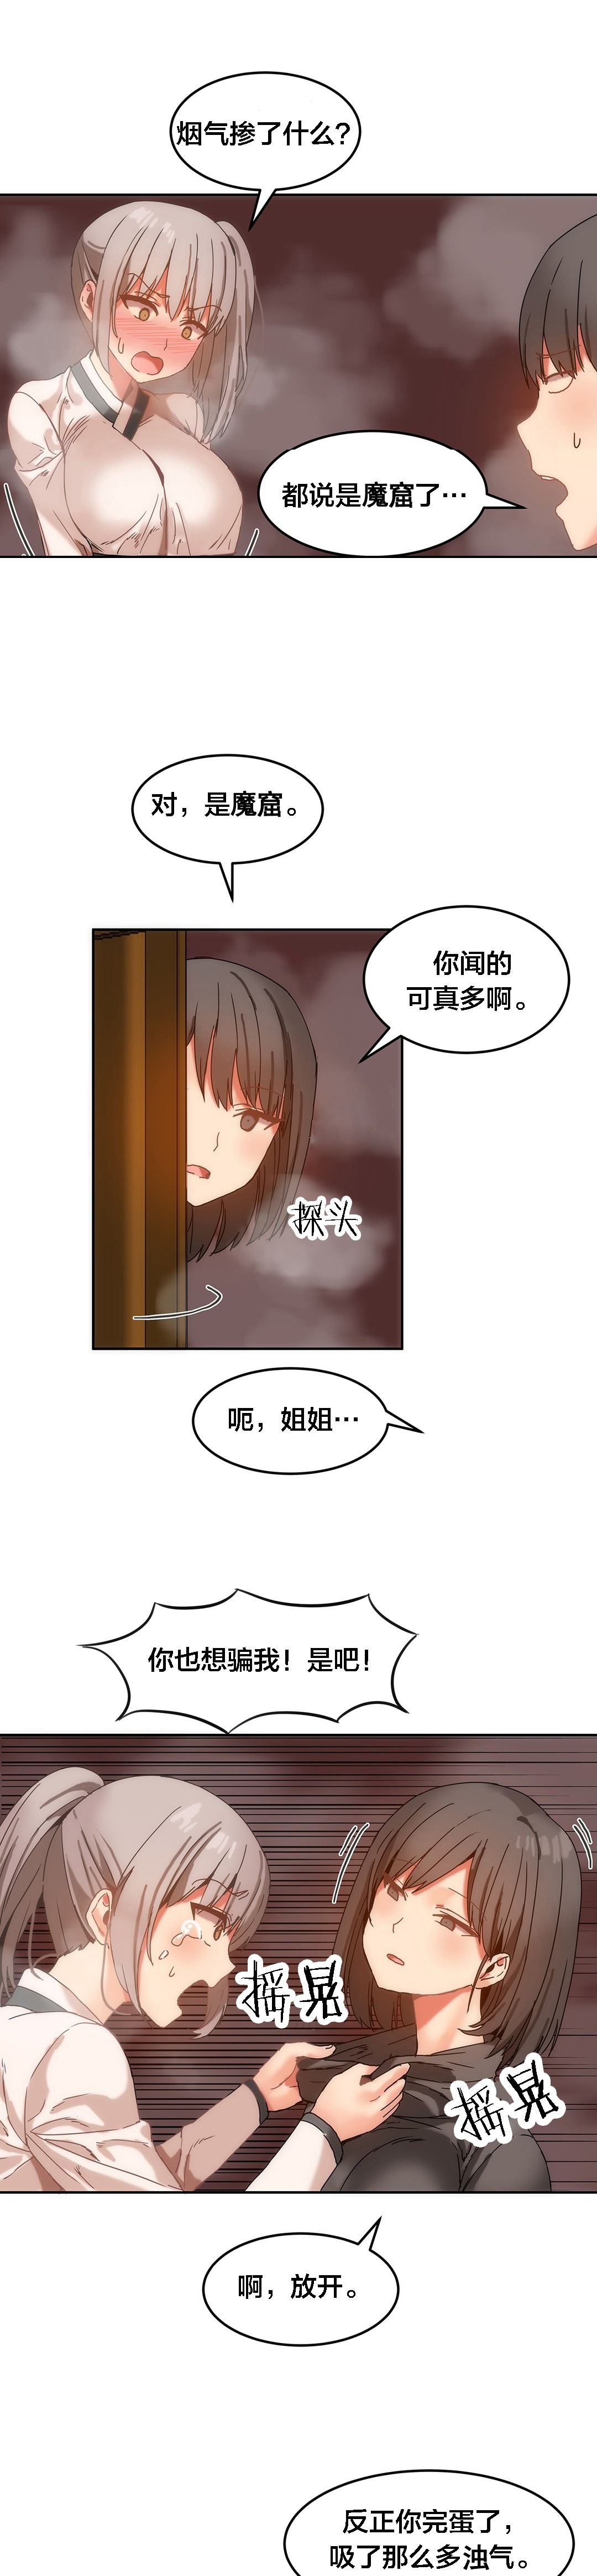 烟气掺了什么?
都说是魔窟了…
对，是魔窟。
你闻的
可真多啊。
探头
呃，姐姐…
你也想骗我！是吧！
摇晃
摇晃
啊，放开。
反正你完蛋了，
吸了那么多浊气。